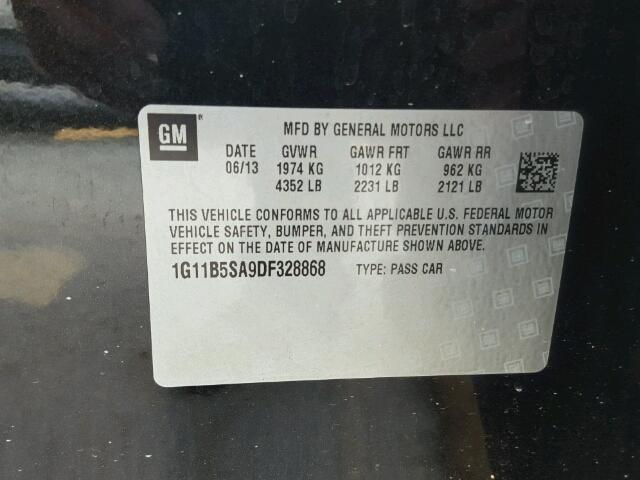 GM
MFD BY GENERAL MOTORS LLC
DATE GVWR GAWR FRT GAWR RR
06/13 1974 KG 1012 KG 962 KG
4352 LB 2231 LB 2121 LB
THIS VEHICLE CONFORMS TO ALL APPLICABLE U.S. FEDERAL MOTOR
VEHICLE SAFETY, BUMPER, AND THEFT PREVENTION STANDARDS IN
EFFECT ON THE DATE OF MANUFACTURE SHOWN ABOVE.
1G11B5SA9DF328868 TYPE: PASS CAR